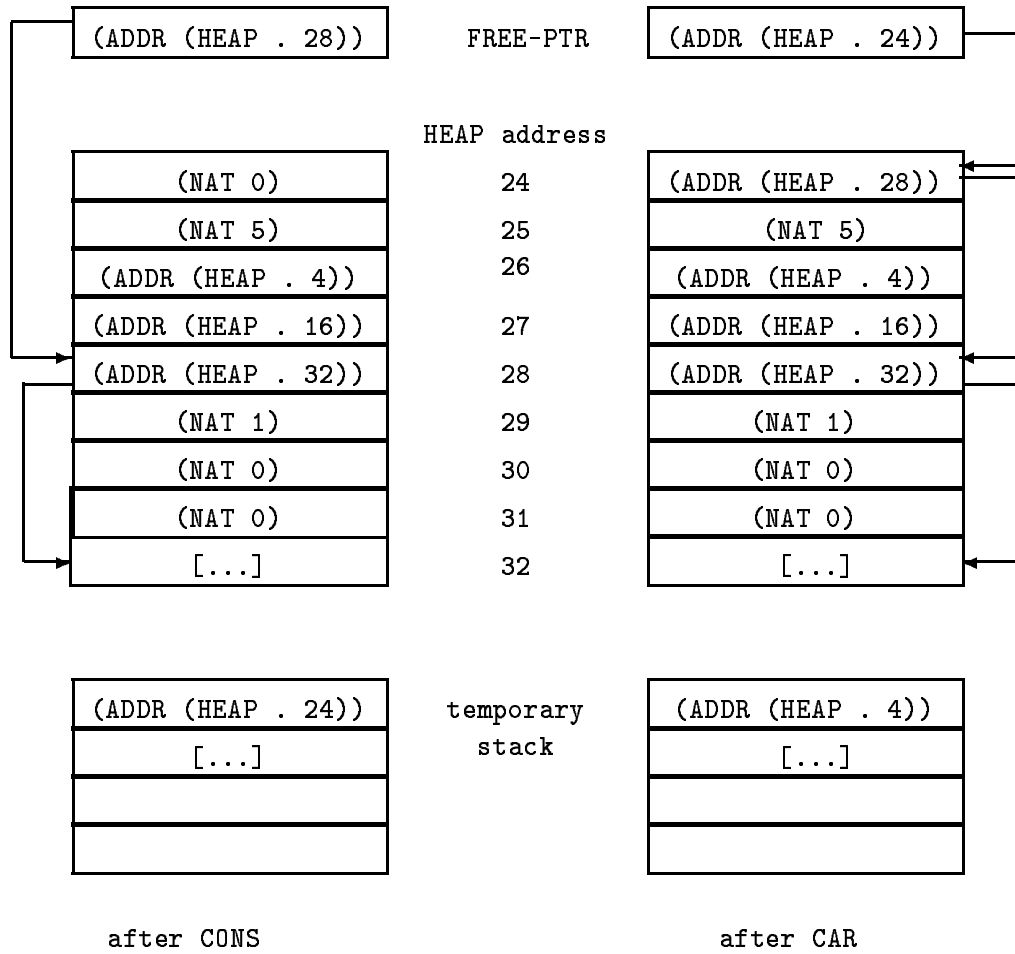 (ADDR (HEAP . 28)) FREE-PTR (ADDR (HEAP . 24))
HEAP address
(NAT 0) 24 (ADDR (HEAP . 28))
(NAT 5) 25 (NAT 5)
(ADDR (HEAP . 4)) 26 (ADDR (HEAP . 4))
(ADDR (HEAP . 16)) 27 (ADDR (HEAP . 16))
(ADDR (HEAP . 32)) 28 (ADDR (HEAP . 32))
(NAT 1) 29 (NAT 1)
(NAT 0) 30 (NAT 0)
(NAT 0) 31 (NAT 0)
[...] 32 [...]
(ADDR (HEAP . 24)) temporary (ADDR (HEAP . 4))
[...] stack [...]
after CONS after CAR